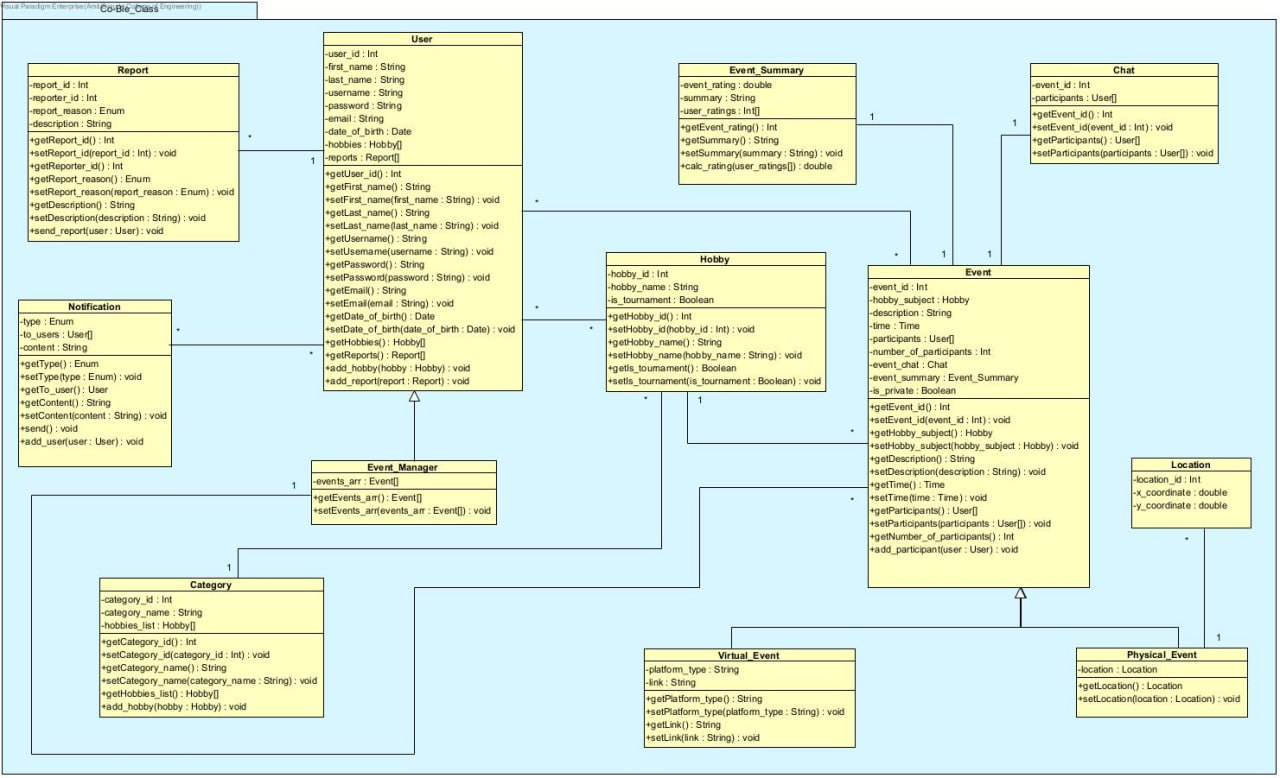 Visual Paradigm Enterprise(Amit
Engineering))
Co-Ble_Class
User
-user_id : Int
-first_name : String
-last_name : String
-username : String
-password : String
-email : String
-date_of_birth : Date
-hobbies : Hobby[]
-reports : Report[]
+getUser_id() : Int
+getFirst_name() : String
+setFirst_name(first_name : String) : void
+getLast_name() : String
+setLast_name(last_name : String) : void
+getUsername() : String
+setUsername(username : String) : void
+getPassword() : String
+setPassword(password : String) : void
+getEmail() : String
+setEmail(email : String) : void
+getDate_of_birth() : Date
+setDate_of_birth(date_of_birth : Date) : void
+getHobbies() : Hobby[]
+getReports() : Report[]
+add_hobby(hobby : Hobby) : void
+add_report(report : Report) : void
Report
-report_id : Int
-reporter_id : Int
-report_reason : Enum
-description : String
+getReport_id() : Int
+setReport_id(report_id : Int) : void
+getReporter_id() : Int
+getReport_reason() : Enum
+setReport_reason(report_reason : Enum) : void
+getDescription() : String
+setDescription(description : String) : void
+send_report(user : User) : void
*
1
Event_Summary
-event_rating : double
-summary : String
-user_ratings : Int[]
+getEvent_rating() : Int
+getSummary() : String
+setSummary(summary : String) : void
+calc_rating(user_ratings[]) : double
1
1
Chat
-event_id : Int
-participants : User[]
+getEvent_id() : Int
+setEvent_id(event_id : Int) : void
+getParticipants() : User[]
+setParticipants(participants : User[]) : void
1
1
*
*
Hobby
-hobby_id : Int
-hobby_name : String
-is_tournament : Boolean
+getHobby_id() : Int
+setHobby_id(hobby_id : Int) : void
+getHobby_name() : String
+setHobby_name(hobby_name : String) : void
+getIs_tournament() : Boolean
+setIs_tournament(is_tournament : Boolean) : void
*
*
*
1
*
Event
-event_id : Int
-hobby_subject : Hobby
-description : String
-time : Time
-participants : User[]
-number_of_participants : Int
-event_chat : Chat
-event_summary : Event_Summary
-is_private : Boolean
+getEvent_id() : Int
+setEvent_id(event_id : Int) : void
+getHobby_subject() : Hobby
+setHobby_subject(hobby_subject : Hobby) : void
+getDescription() : String
+setDescription(description : String) : void
+getTime() : Time
+setTime(time : Time) : void
+getParticipants() : User[]
+setParticipants(participants : User[]) : void
+getNumber_of_participants() : Int
+add_participant(user : User) : void
*
Notification
-type : Enum
-to_users : User[]
-content : String
+getType() : Enum
+setType(type : Enum) : void
+getTo_user() : User
+getContent() : String
+setContent(content : String) : void
+send() : void
+add_user(user : User) : void
*
*
Event_Manager
-events_arr : Event[]
+getEvents_arr() : Event[]
+setEvents_arr(events_arr : Event[]) : void
1
Location
-location_id : Int
-x_coordinate : double
-y_coordinate : double
*
1
Category
-category_id : Int
-category_name : String
-hobbies_list : Hobby[]
+getCategory_id() : Int
+setCategory_id(category_id : Int) : void
+getCategory_name() : String
+setCategory_name(category_name : String) : void
+getHobbies_list() : Hobby[]
+add_hobby(hobby : Hobby) : void
1
Virtual_Event
-platform_type : String
-link : String
+getPlatform_type() : String
+setPlatform_type(platform_type : String) : void
+getLink() : String
+setLink(link : String) : void
Physical_Event
-location : Location
+getLocation() : Location
+setLocation(location : Location) : void